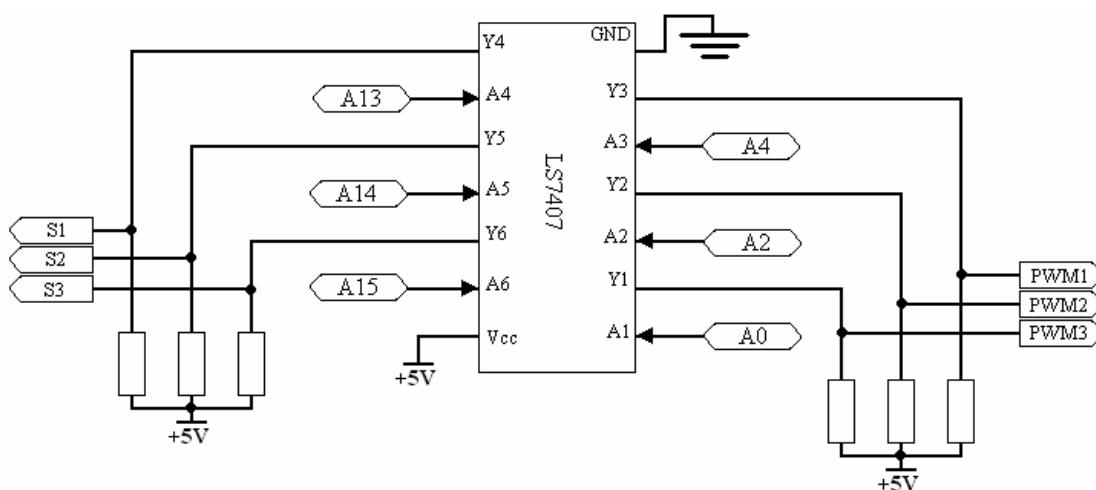 Y4
GND
A13
A4
Y3
Y5
A3
A4
LS7407
A14
A5
Y2
S1
Y6
A2
A2
S2
S3
A15
A6
Y1
PWM1
PWM2
PWM3
Vcc
A1
A0
+5V
+5V
+5V